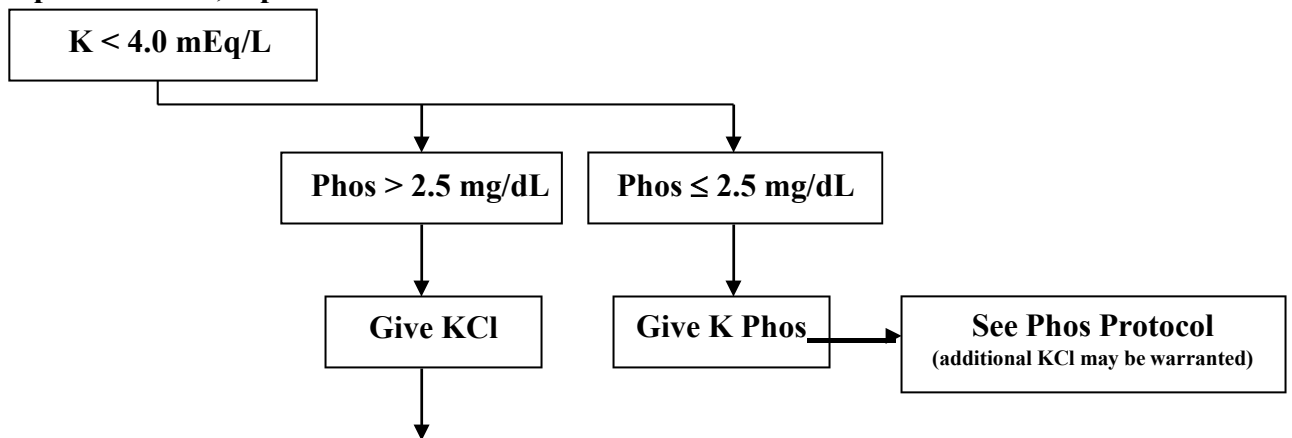 K < 4.0 mEq/L
Phos > 2.5 mg/dL
Phos ≤ 2.5 mg/dL
Give KCl
Give K Phos
See Phos Protocol
(additional KCl may be warranted)